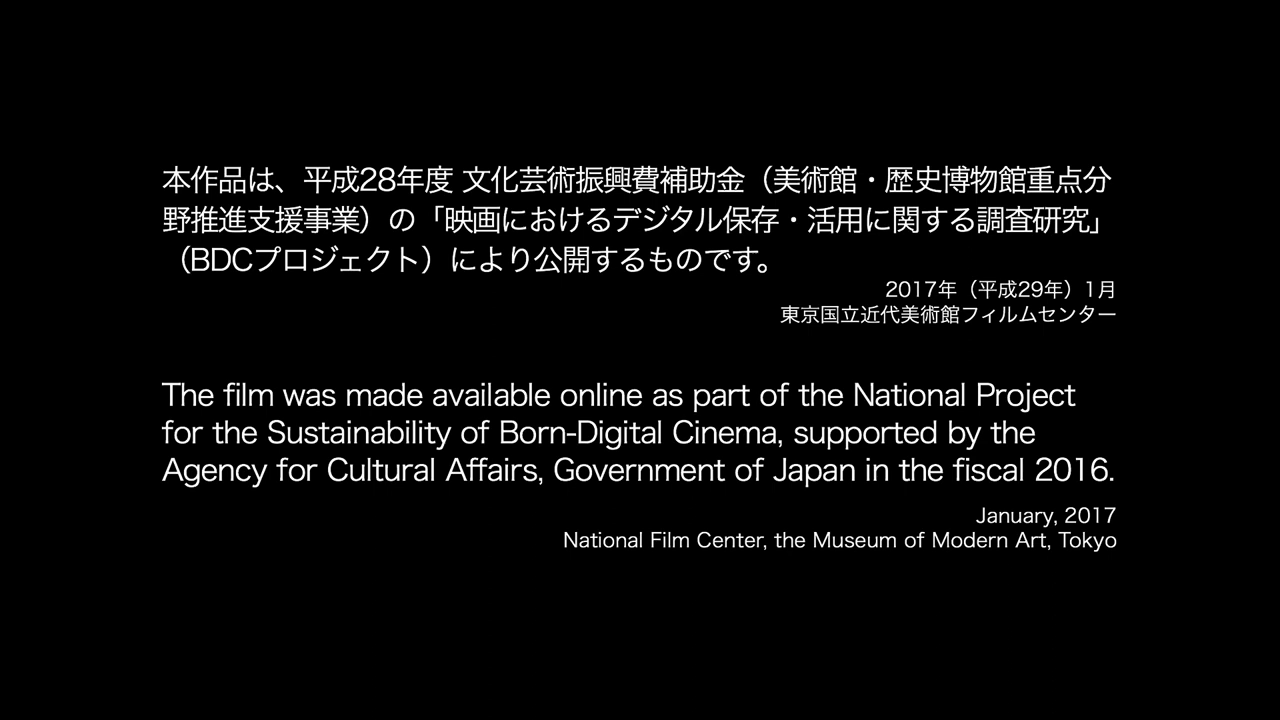 本作品は、平成28年度 文化芸術振興費補助金（美術館・歴史博物館重点分
野推進支援事業）の「映画におけるデジタル保存・活用に関する調査研究」
（BDCプロジェクト）により公開するものです。
2017年（平成29年）1月
東京国立近代美術館フィルムセンター
The film was made available online as part of the National Project
for the Sustainability of Born-Digital Cinema, supported by the
Agency for Cultural Affairs, Government of Japan in the fiscal 2016.
January, 2017
National Film Center, the Museum of Modern Art, Tokyo